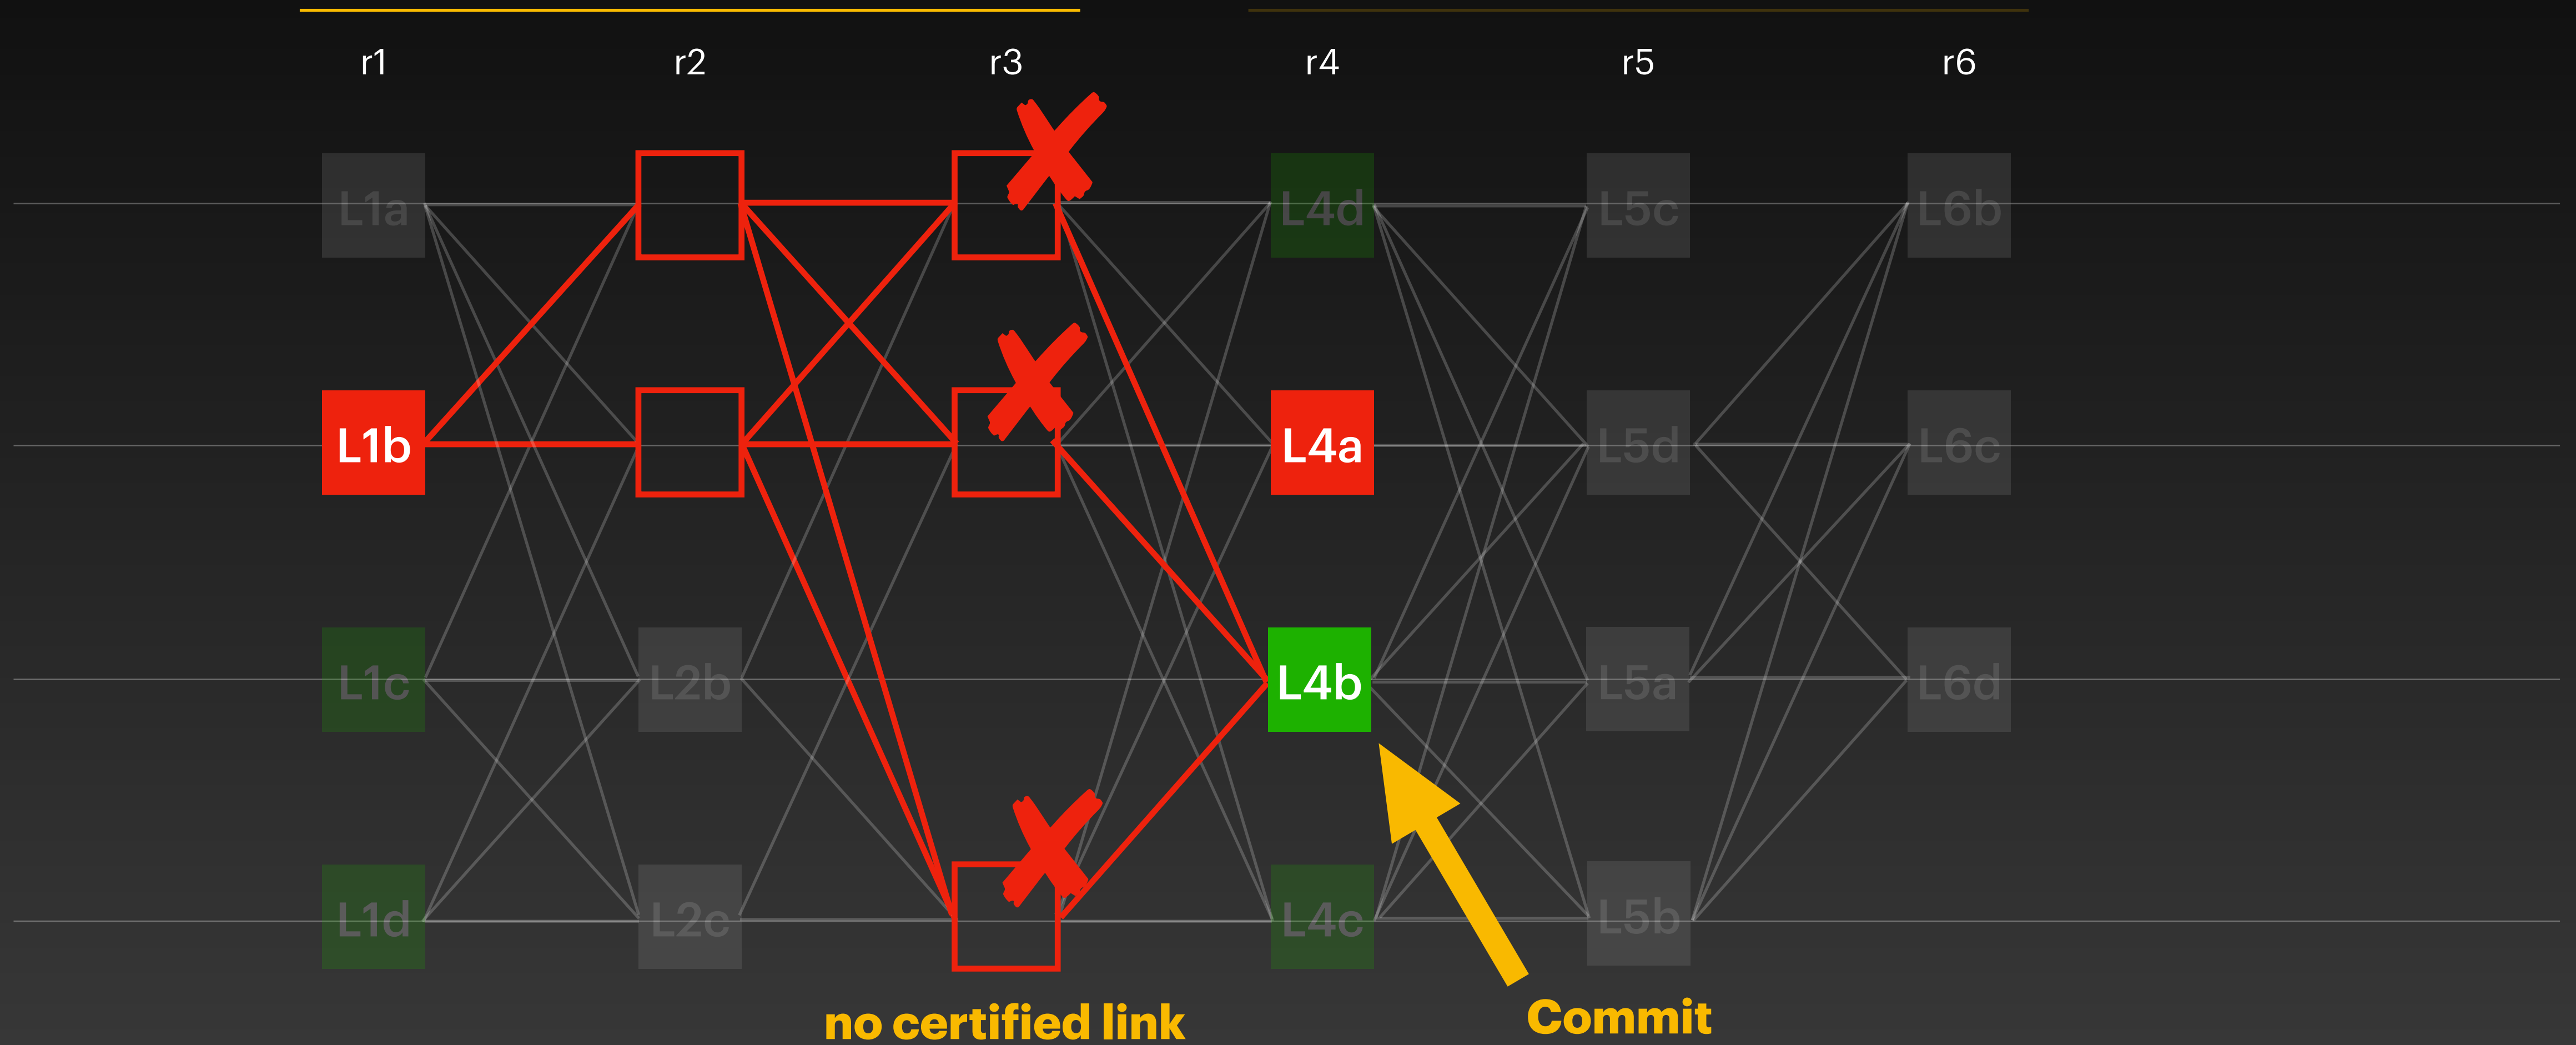 r1 r2 r3 r4 r5 r6
L1a L4d L5c L6b
L1b L4a L5d L6c
L1c L2b L4b L5a L6d
L1d L2c L4c L5b
no certified link Commit